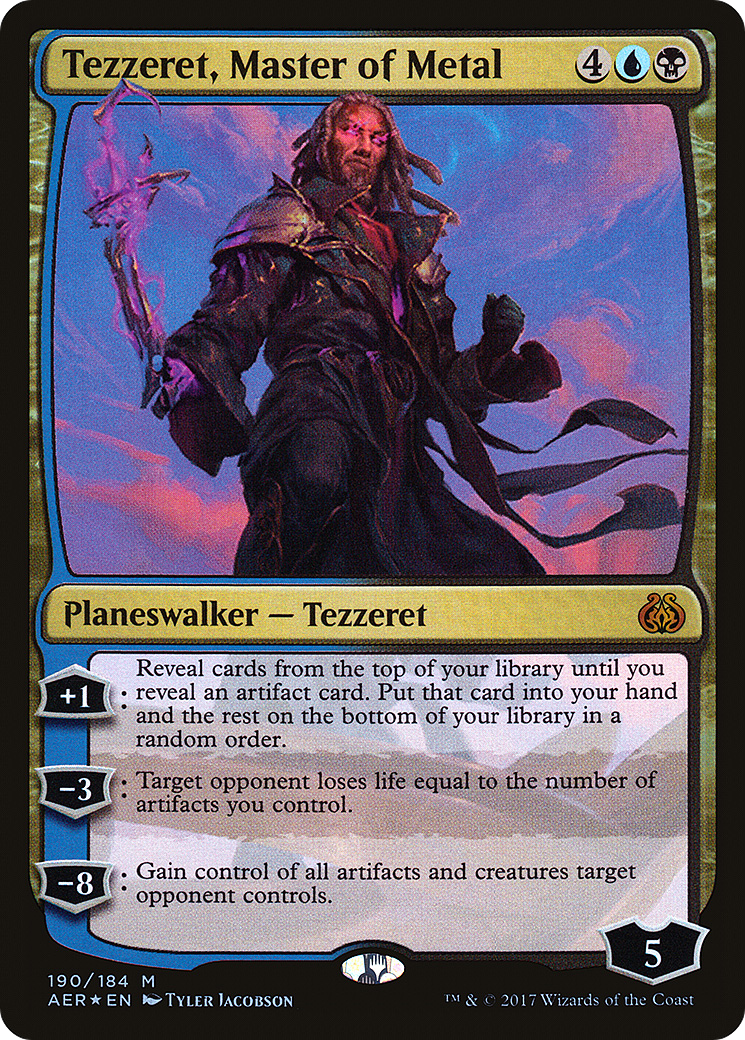 Tezzeret, Master of Metal 4
Planeswalker — Tezzeret
+1: Reveal cards from the top of your library until you
reveal an artifact card. Put that card into your hand
and the rest on the bottom of your library in a
random order.
−3: Target opponent loses life equal to the number of
artifacts you control.
−8: Gain control of all artifacts and creatures target
opponent controls.
5
190/184 M
AER★EN Tyler Jacobson
™ & © 2017 Wizards of the Coast